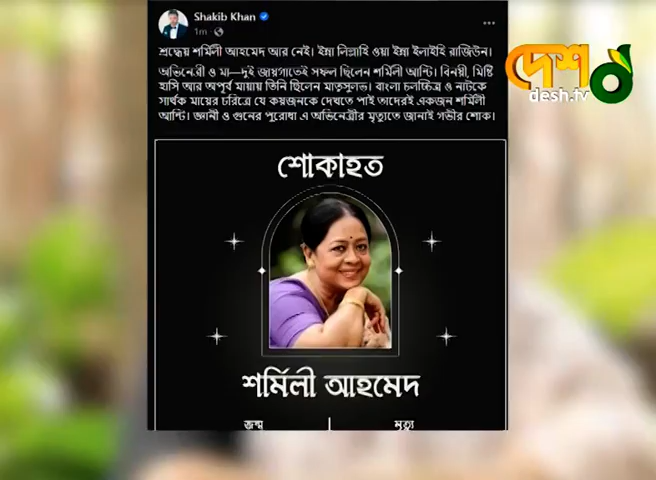 Shakib Khan
1m
শ্রদ্ধেয় শর্মিলী আহমেদ আর নেই। ইন্না লিল্লাহি ওয়া ইন্না ইলাইহি রাজিউন।
অভিনেত্রী ও মা—দুই জায়গাতেই সফল ছিলেন শর্মিলী আন্টি। বিনয়ী, মিষ্টি
হাসি আর অপূর্ব মায়ায় তিনি ছিলেন মাতৃসুলভ। বাংলা চলচ্চিত্র ও নাটকে
সার্থক মায়ের চরিত্রে যে কয়জনকে দেখতে পাই তাদেরই একজন শর্মিলী
আন্টি। জ্ঞানী ও গুনের পুরোধা এ অভিনেত্রীর মৃত্যুতে জানাই গভীর শোক।
দেশ
desh.tv
শোকাহত
শর্মিলী আহমেদ
জন্ম
মৃত্যু